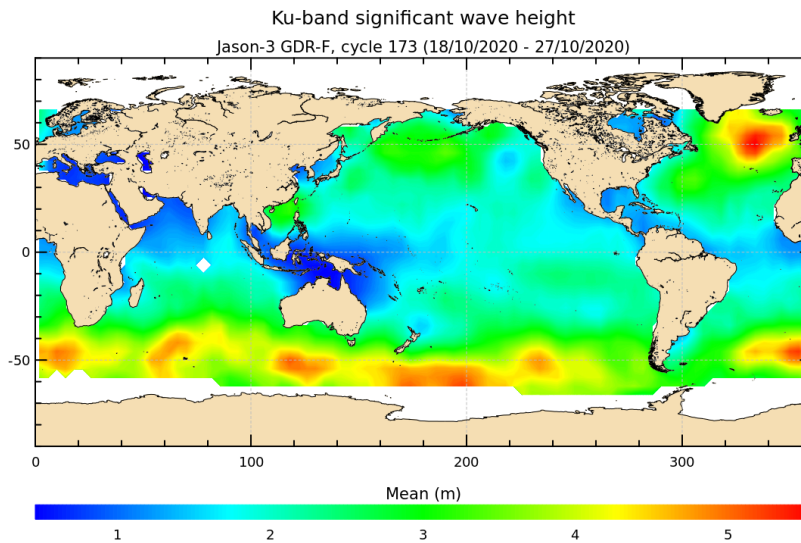 Ku-band significant wave height
Jason-3 GDR-F, cycle 173 (18/10/2020 - 27/10/2020)
50
0
-50
0 100 200 300
Mean (m)
1 2 3 4 5